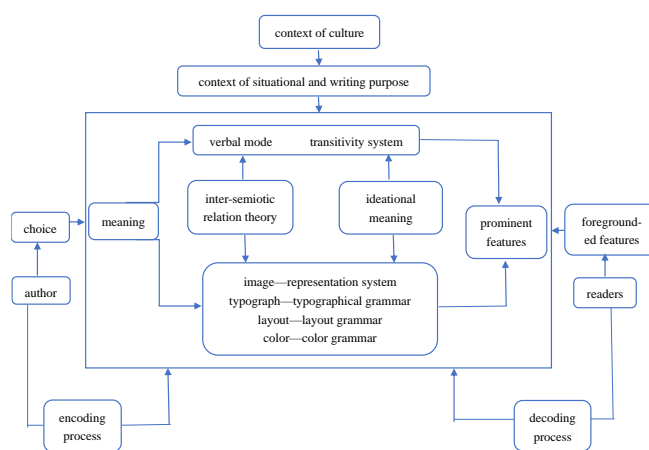 context of culture
context of situational and writing purpose
verbal mode transitivity system
inter-semiotic
relation theory
ideational
meaning
choice
meaning
prominent
features
foreground-
ed features
author
image—representation system
typograph—typographical grammar
layout—layout grammar
color—color grammar
readers
encoding
process
decoding
process